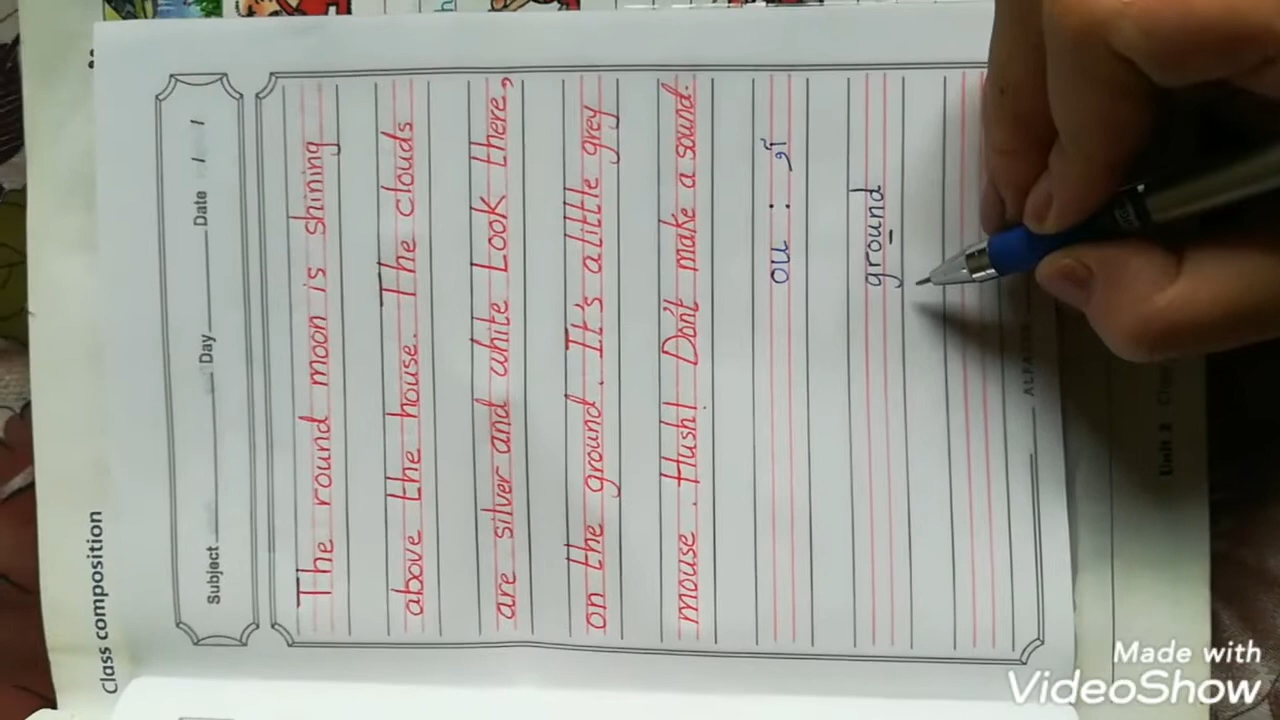 Class composition
Subject Day Date / /
The round moon is shining
above the house. The clouds
are silver and white Look there,
on the ground. It's a little grey
mouse. Hush! Don't make a sound.
ou : آو
ground
Unit 2
Made with
VideoShow